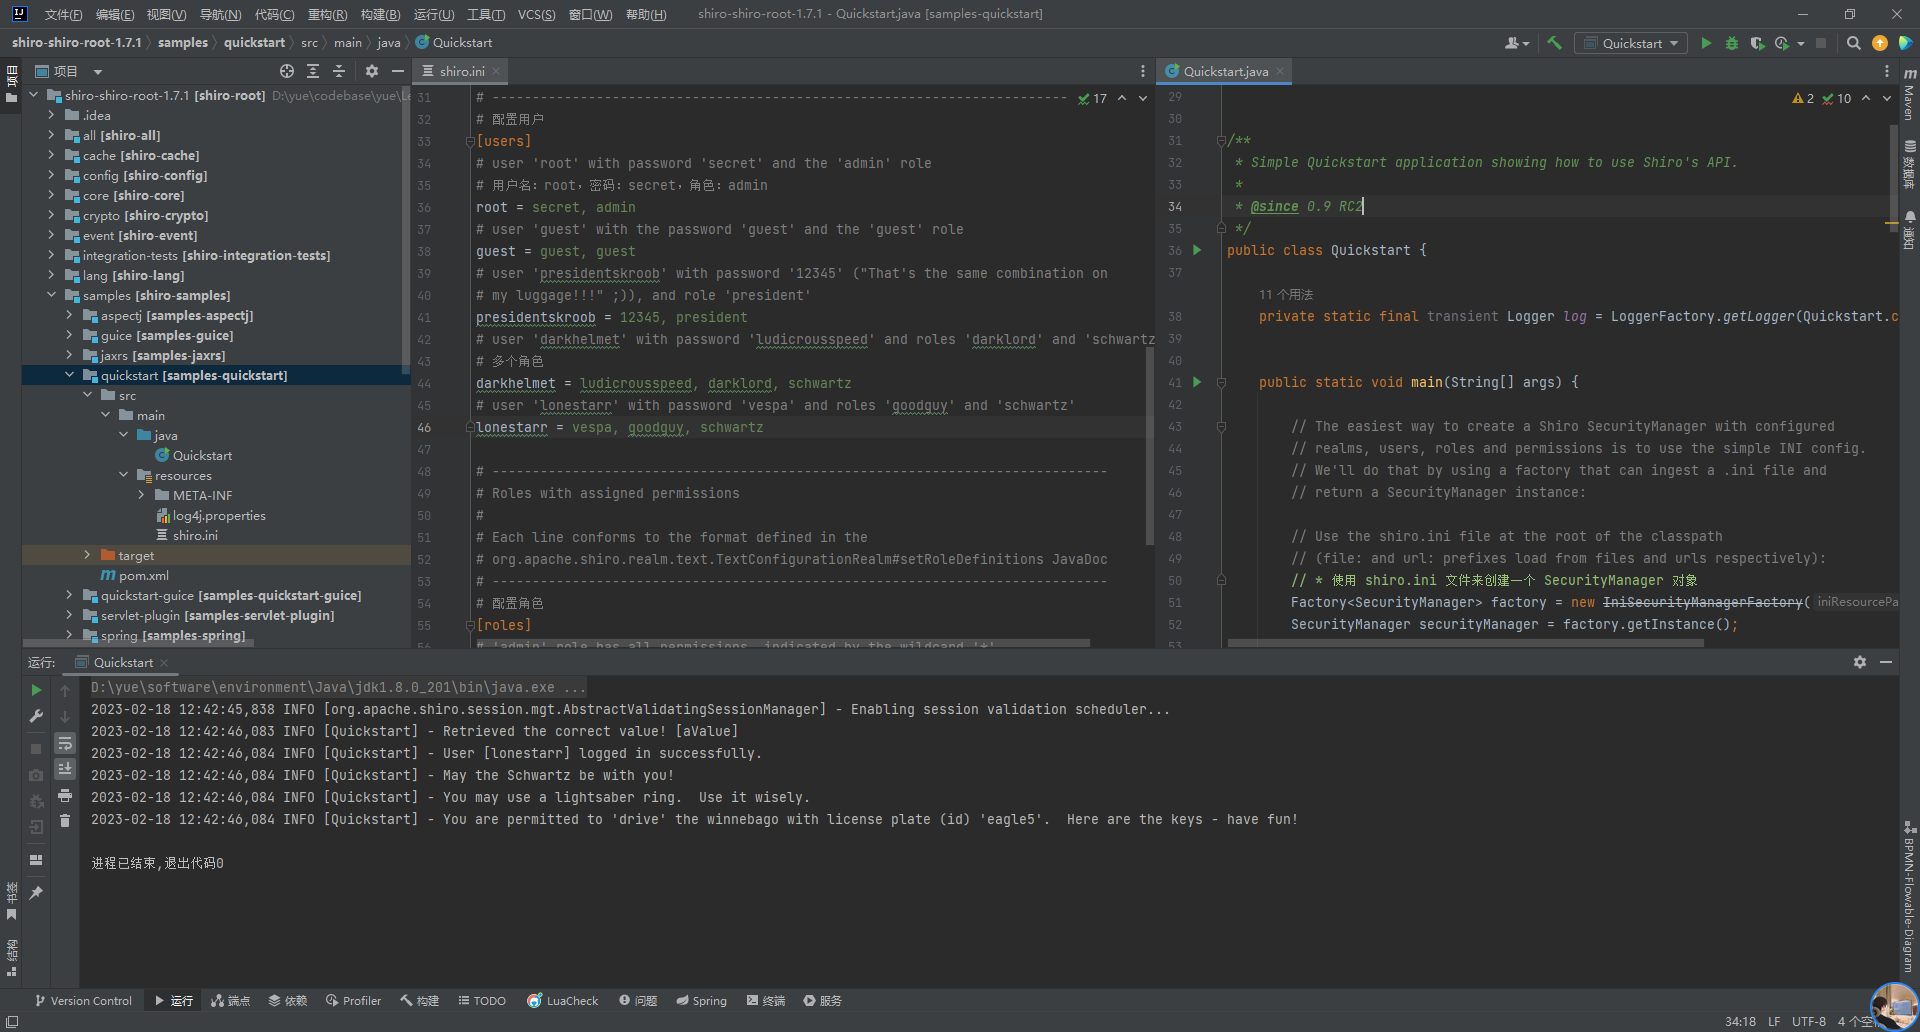 文件(F) 编辑(E) 视图(V) 导航(N) 代码(C) 重构(R) 构建(B) 运行(U) 工具(T) VCS(S) 窗口(W) 帮助(H) shiro-shiro-root-1.7.1 - Quickstart.java [samples-quickstart]
shiro-shiro-root-1.7.1 samples quickstart src main java Quickstart
Quickstart
项目
项目
shiro-shiro-root-1.7.1 [shiro-root] D:\yue\codebase\yue\Le
.idea
all [shiro-all]
cache [shiro-cache]
config [shiro-config]
core [shiro-core]
crypto [shiro-crypto]
event [shiro-event]
integration-tests [shiro-integration-tests]
lang [shiro-lang]
samples [shiro-samples]
aspectj [samples-aspectj]
guice [samples-guice]
jaxrs [samples-jaxrs]
quickstart [samples-quickstart]
src
main
java
Quickstart
resources
META-INF
log4j.properties
shiro.ini
target
pom.xml
quickstart-guice [samples-quickstart-guice]
servlet-plugin [samples-servlet-plugin]
spring [samples-spring]
shiro.ini
17
31 # ------------------------------------------------------------------------
32 # 配置用户
33 [users]
34 # user 'root' with password 'secret' and the 'admin' role
35 # 用户名：root，密码：secret，角色：admin
36 root = secret, admin
37 # user 'guest' with the password 'guest' and the 'guest' role
38 guest = guest, guest
39 # user 'presidentskroob' with password '12345' ("That's the same combination on
40 # my luggage!!!" ;)), and role 'president'
41 presidentskroob = 12345, president
42 # user 'darkhelmet' with password 'ludicrousspeed' and roles 'darklord' and 'schwartz
43 # 多个角色
44 darkhelmet = ludicrousspeed, darklord, schwartz
45 # user 'lonestarr' with password 'vespa' and roles 'goodguy' and 'schwartz'
46 lonestarr = vespa, goodguy, schwartz
47
48 # -----------------------------------------------------------------------------
49 # Roles with assigned permissions
50 #
51 # Each line conforms to the format defined in the
52 # org.apache.shiro.realm.text.TextConfigurationRealm#setRoleDefinitions JavaDoc
53 # -----------------------------------------------------------------------------
54 # 配置角色
55 [roles]
56 # 'admin' role has all permissions, indicated by the wildcard '*'
Quickstart.java
2 10
29
30
31 /**
32 * Simple Quickstart application showing how to use Shiro's API.
33 *
34 * @since 0.9 RC2
35 */
36 public class Quickstart {
37
11 个用法
38 private static final transient Logger log = LoggerFactory.getLogger(Quickstart.c
39
40
41 public static void main(String[] args) {
42
43 // The easiest way to create a Shiro SecurityManager with configured
44 // realms, users, roles and permissions is to use the simple INI config.
45 // We'll do that by using a factory that can ingest a .ini file and
46 // return a SecurityManager instance:
47
48 // Use the shiro.ini file at the root of the classpath
49 // (file: and url: prefixes load from files and urls respectively):
50 // * 使用 shiro.ini 文件来创建一个 SecurityManager 对象
51 Factory<SecurityManager> factory = new IniSecurityManagerFactory( iniResourcePa
52 SecurityManager securityManager = factory.getInstance();
53
Maven
数据库
通知
BPMN-Flowable-Diagram
运行: Quickstart
D:\yue\software\environment\Java\jdk1.8.0_201\bin\java.exe ...
2023-02-18 12:42:45,838 INFO [org.apache.shiro.session.mgt.AbstractValidatingSessionManager] - Enabling session validation scheduler...
2023-02-18 12:42:46,083 INFO [Quickstart] - Retrieved the correct value! [aValue]
2023-02-18 12:42:46,084 INFO [Quickstart] - User [lonestarr] logged in successfully.
2023-02-18 12:42:46,084 INFO [Quickstart] - May the Schwartz be with you!
2023-02-18 12:42:46,084 INFO [Quickstart] - You may use a lightsaber ring.  Use it wisely.
2023-02-18 12:42:46,084 INFO [Quickstart] - You are permitted to 'drive' the winnebago with license plate (id) 'eagle5'.  Here are the keys - have fun!
进程已结束,退出代码0
书签
结构
Version Control 运行 端点 依赖 Profiler 构建 TODO LuaCheck 问题 Spring 终端 服务
34:18 LF UTF-8 4 个空